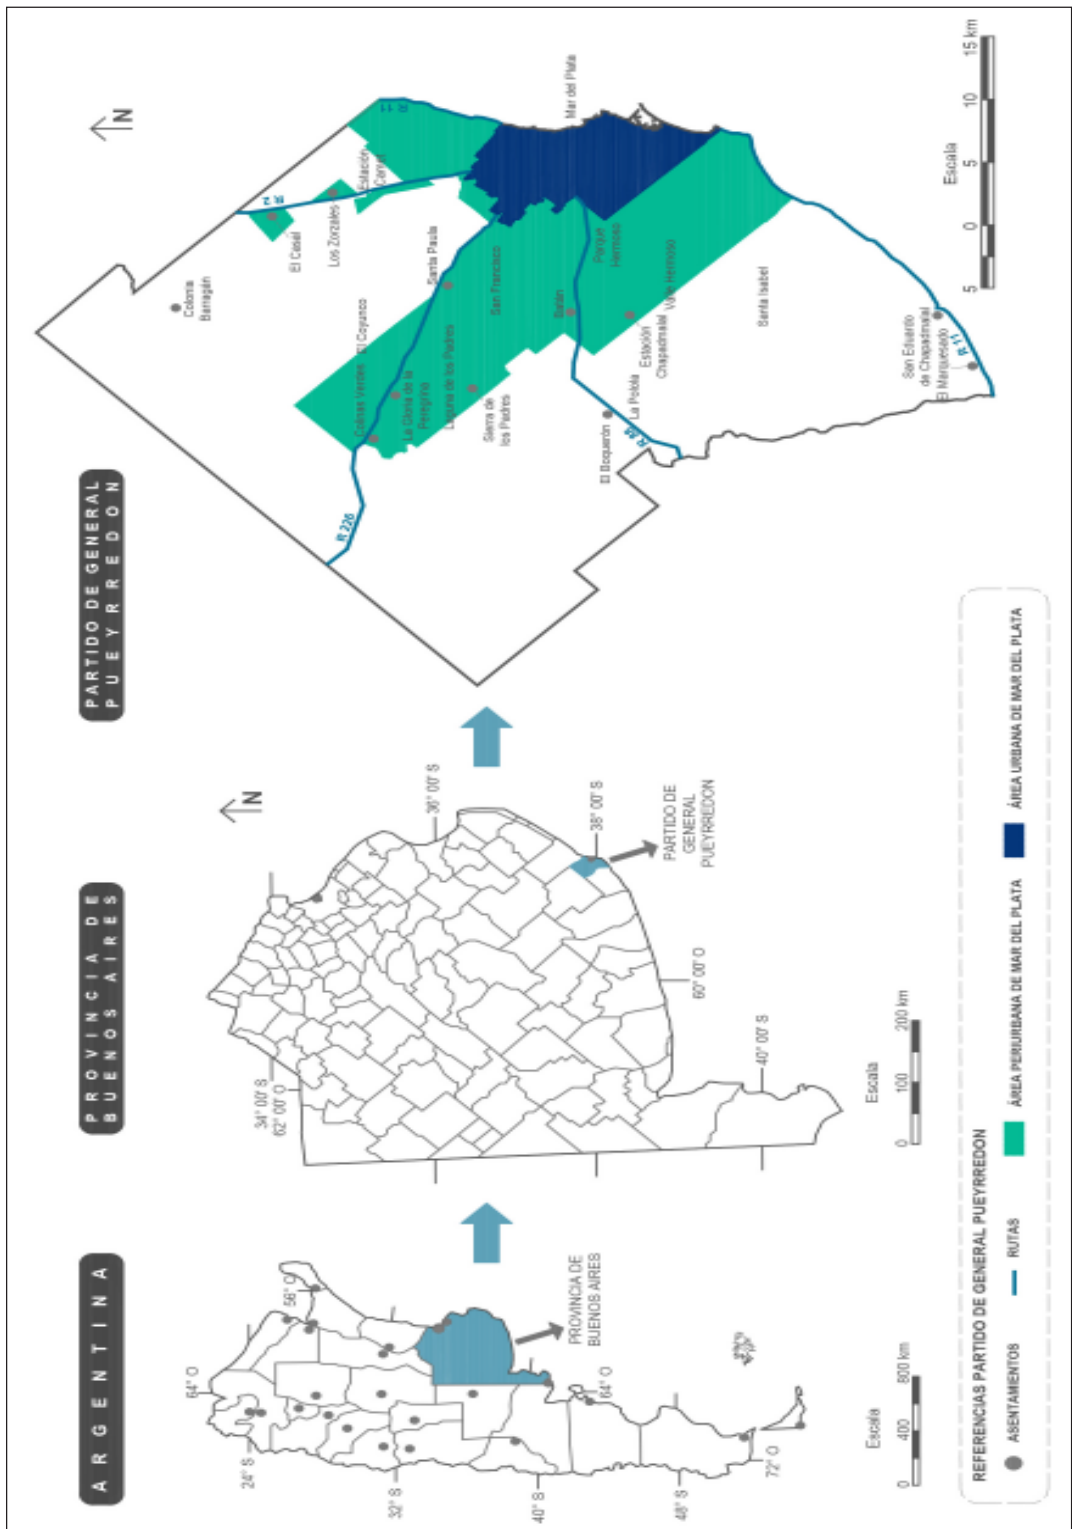 ARGENTINA
24° S
32° S
40° S
48° S
64° O
56° O
64° O
72° O
PROVINCIA DE
BUENOS AIRES
Escala
0 400 800 km
PROVINCIA DE
BUENOS AIRES
34° 00' S
62° 00' O
36° 00' S
38° 00' S
60° 00' O
40° 00' S
N
PARTIDO DE
GENERAL
PUEYRREDON
Escala
0 100 200 km
PARTIDO DE GENERAL
PUEYRREDON
N
R 226
R 2
R 11
R 88
R 11
Colonia
Barragán
El Casal
Los Zorzales
Estación
Camet
Mar del Plata
Santa Paula
El Coyunco
Colinas Verdes
La Gloria de la
Peregrina
Laguna de los Padres
Sierra de
los Padres
San Francisco
Batán
Parque
Hermoso
Estación
Chapadmalal
Valle Hermoso
El Boquerón
La Polola
Santa Isabel
San Eduardo
de Chapadmalal
El Marquesado
Escala
5 0 5 10 15 km
REFERENCIAS PARTIDO DE GENERAL PUEYRREDON
ASENTAMIENTOS
RUTAS
ÁREA PERIURBANA DE MAR DEL PLATA
ÁREA URBANA DE MAR DEL PLATA